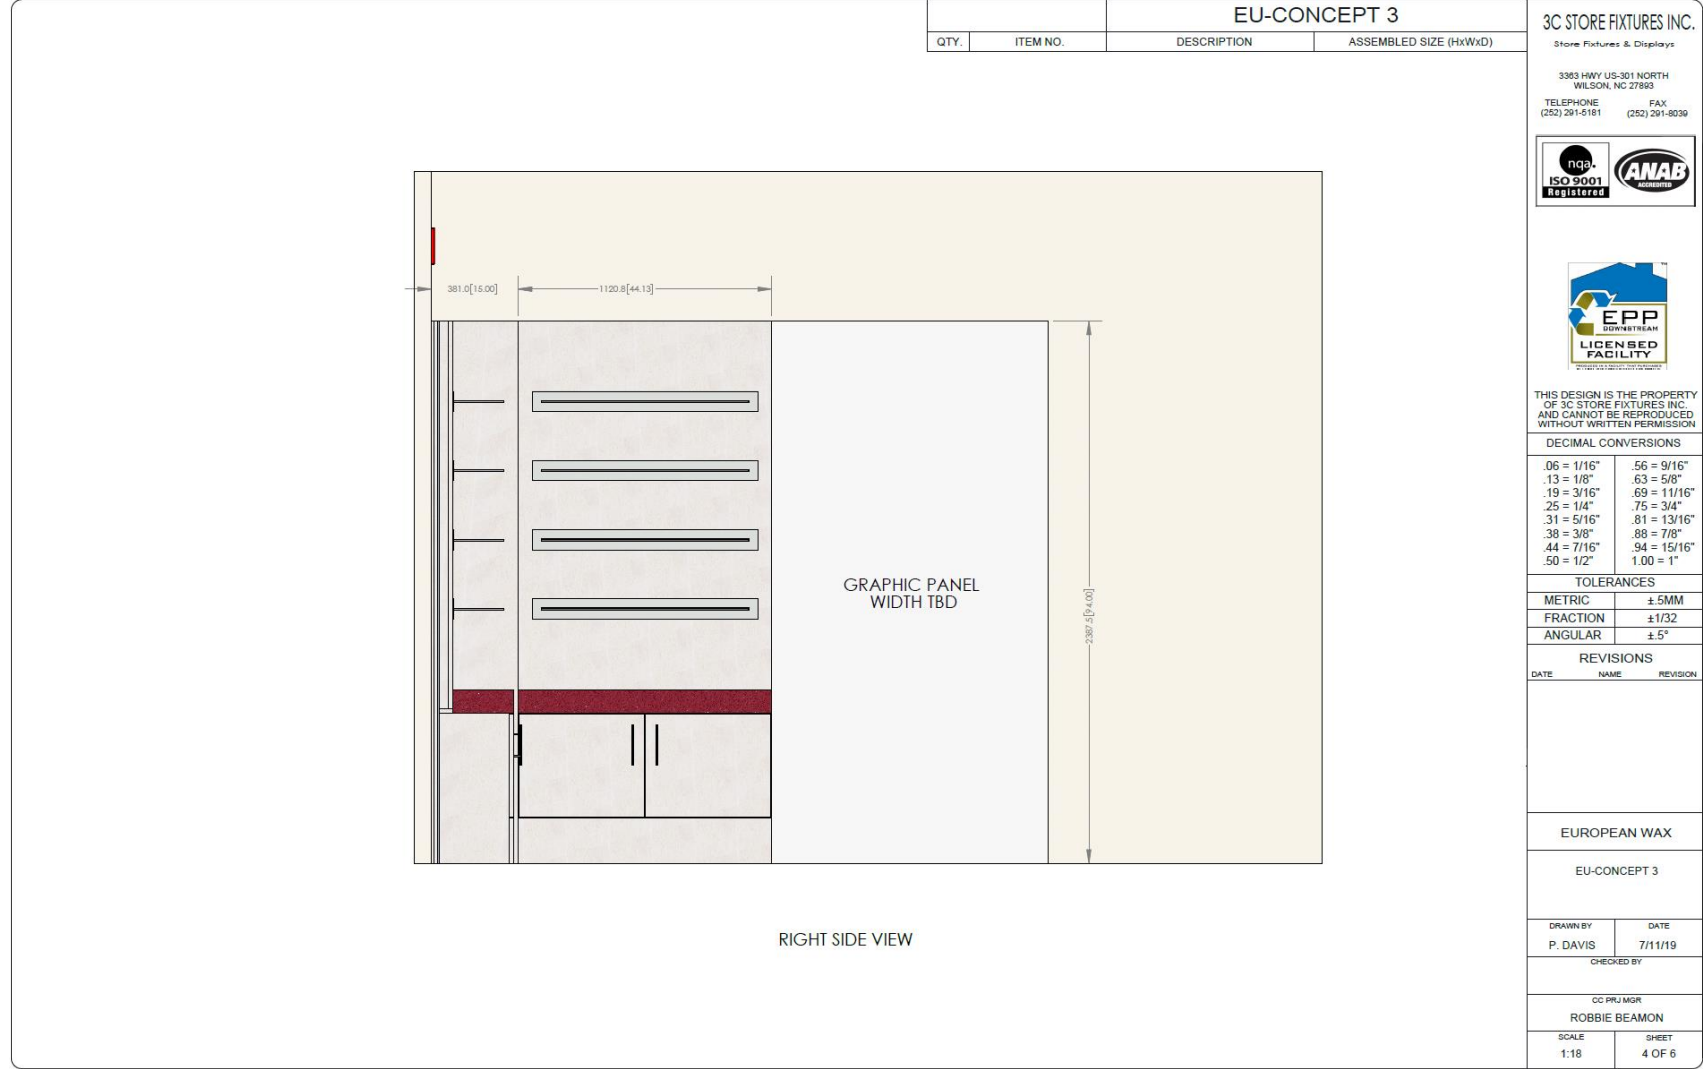 EU-CONCEPT 3
QTY.
ITEM NO.
DESCRIPTION
ASSEMBLED SIZE (HxWxD)
3C STORE FIXTURES INC.
Store Fixtures & Displays
3363 HWY US-301 NORTH
WILSON, NC 27893
TELEPHONE
(252) 291-5181
FAX
(252) 291-8039
nqa.
ISO 9001
Registered
ANAB
ACCREDITED
EPP
DOWNSTREAM
LICENSED
FACILITY
THIS DESIGN IS THE PROPERTY
OF 3C STORE FIXTURES INC.
AND CANNOT BE REPRODUCED
WITHOUT WRITTEN PERMISSION
DECIMAL CONVERSIONS
.06 = 1/16" .56 = 9/16"
.13 = 1/8" .63 = 5/8"
.19 = 3/16" .69 = 11/16"
.25 = 1/4" .75 = 3/4"
.31 = 5/16" .81 = 13/16"
.38 = 3/8" .88 = 7/8"
.44 = 7/16" .94 = 15/16"
.50 = 1/2" 1.00 = 1"
TOLERANCES
METRIC ±.5MM
FRACTION ±1/32
ANGULAR ±.5°
REVISIONS
DATE NAME REVISION
EUROPEAN WAX
EU-CONCEPT 3
DRAWN BY
P. DAVIS
DATE
7/11/19
CHECKED BY
CC PRJ MGR
ROBBIE BEAMON
SCALE
1:18
SHEET
4 OF 6
381.0[15.00]
1120.8[44.13]
2387.5[94.00]
GRAPHIC PANEL
WIDTH TBD
RIGHT SIDE VIEW